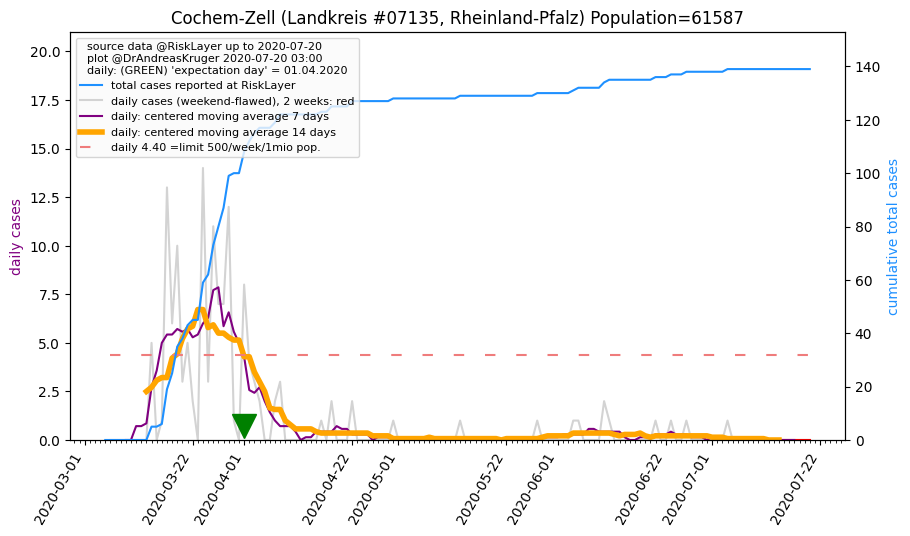 Cochem-Zell (Landkreis #07135, Rheinland-Pfalz) Population=61587
source data @RiskLayer up to 2020-07-20
plot @DrAndreasKruger 2020-07-20 03:00
daily: (GREEN) 'expectation day' = 01.04.2020
total cases reported at RiskLayer
daily cases (weekend-flawed), 2 weeks: red
daily: centered moving average 7 days
daily: centered moving average 14 days
daily 4.40 =limit 500/week/1mio pop.
daily cases
20.0
17.5
15.0
12.5
10.0
7.5
5.0
2.5
0.0
cumulative total cases
140
120
100
80
60
40
20
0
2020-03-01
2020-03-22
2020-04-01
2020-04-22
2020-05-01
2020-05-22
2020-06-01
2020-06-22
2020-07-01
2020-07-22